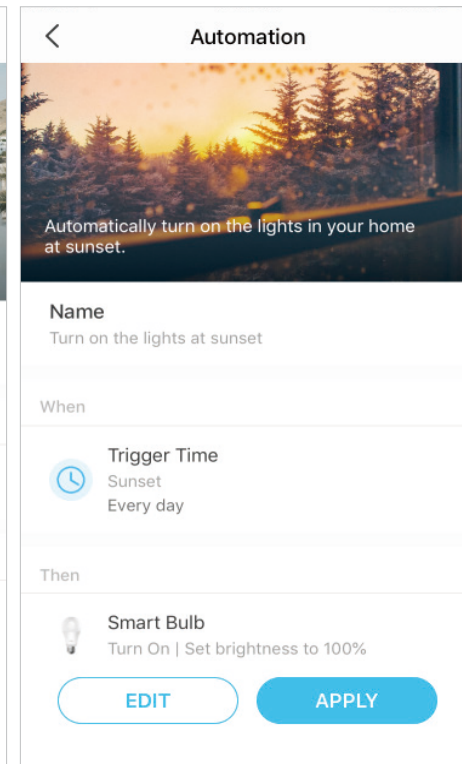 Automation
Automatically turn on the lights in your home
at sunset.
Name
Turn on the lights at sunset
When
Trigger Time
Sunset
Every day
Then
Smart Bulb
Turn On | Set brightness to 100%
EDIT
APPLY